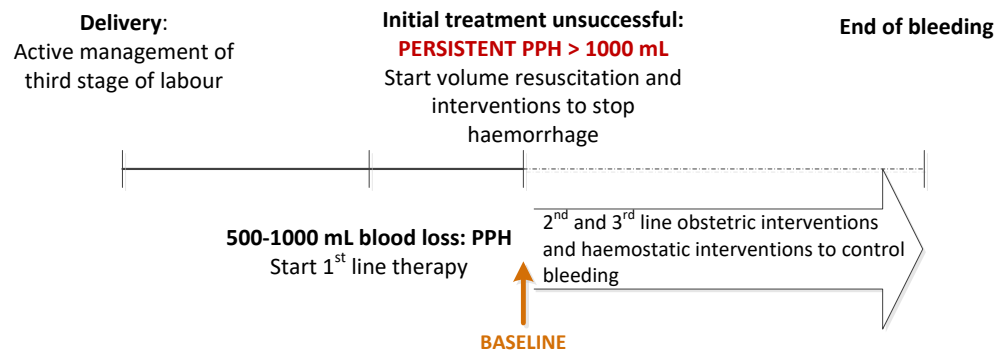 Delivery:
Active management of
third stage of labour
Initial treatment unsuccessful:
PERSISTENT PPH > 1000 mL
Start volume resuscitation and
interventions to stop
haemorrhage
End of bleeding
500-1000 mL blood loss: PPH
Start 1st line therapy
2nd and 3rd line obstetric interventions
and haemostatic interventions to control
bleeding
BASELINE